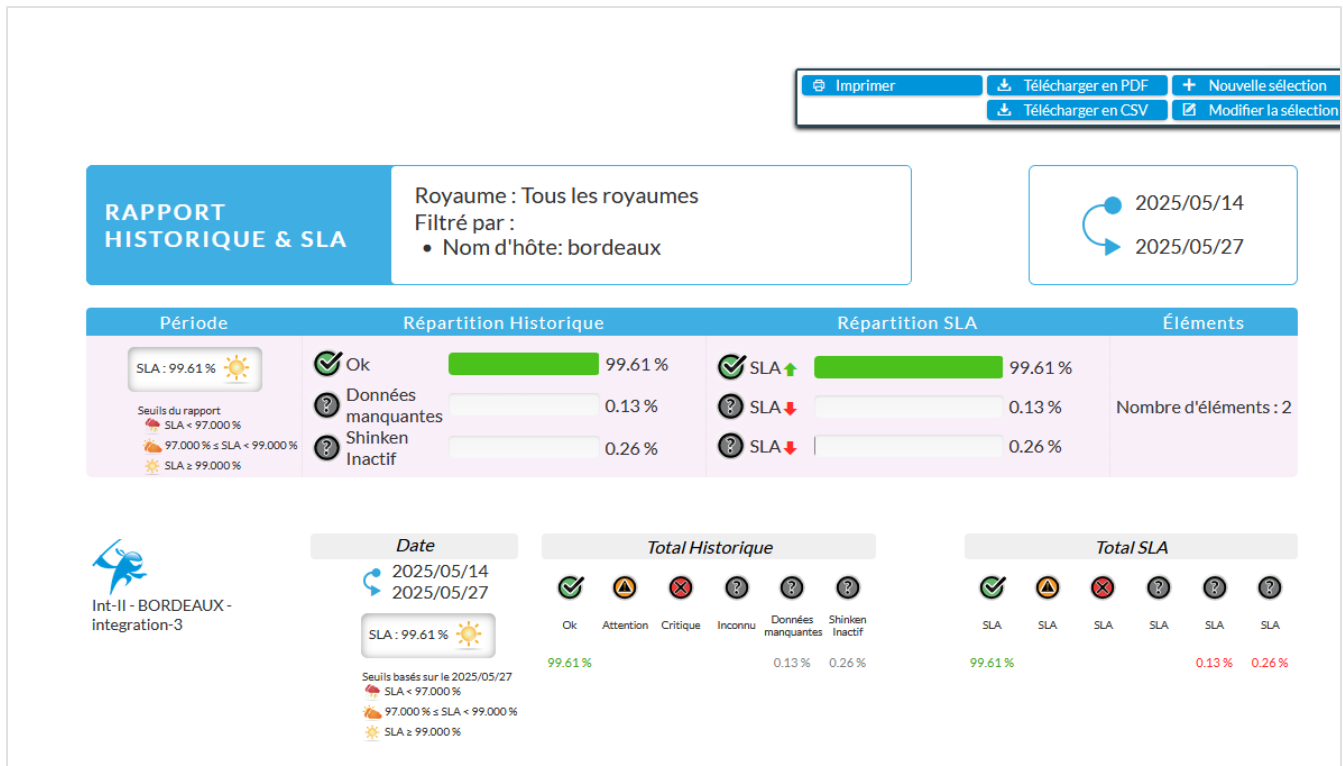 Imprimer
Télécharger en PDF
Nouvelle sélection
Télécharger en CSV
Modifier la sélection
RAPPORT
HISTORIQUE & SLA
Royaume : Tous les royaumes
Filtré par :
• Nom d'hôte: bordeaux
2025/05/14
2025/05/27
Période
Répartition Historique
Répartition SLA
Éléments
SLA : 99.61 %
Seuils du rapport
SLA < 97.000 %
97.000 % ≤ SLA < 99.000 %
SLA ≥ 99.000 %
Ok
99.61 %
Données
manquantes
0.13 %
Shinken
Inactif
0.26 %
SLA
99.61 %
SLA
0.13 %
SLA
0.26 %
Nombre d'éléments : 2
Int-II - BORDEAUX -
integration-3
Date
2025/05/14
2025/05/27
SLA : 99.61 %
Seuils basés sur le 2025/05/27
SLA < 97.000 %
97.000 % ≤ SLA < 99.000 %
SLA ≥ 99.000 %
Total Historique
Ok
Attention
Critique
Inconnu
Données
manquantes
Shinken
Inactif
99.61 %
0.13 %
0.26 %
Total SLA
SLA
SLA
SLA
SLA
SLA
SLA
99.61 %
0.13 %
0.26 %